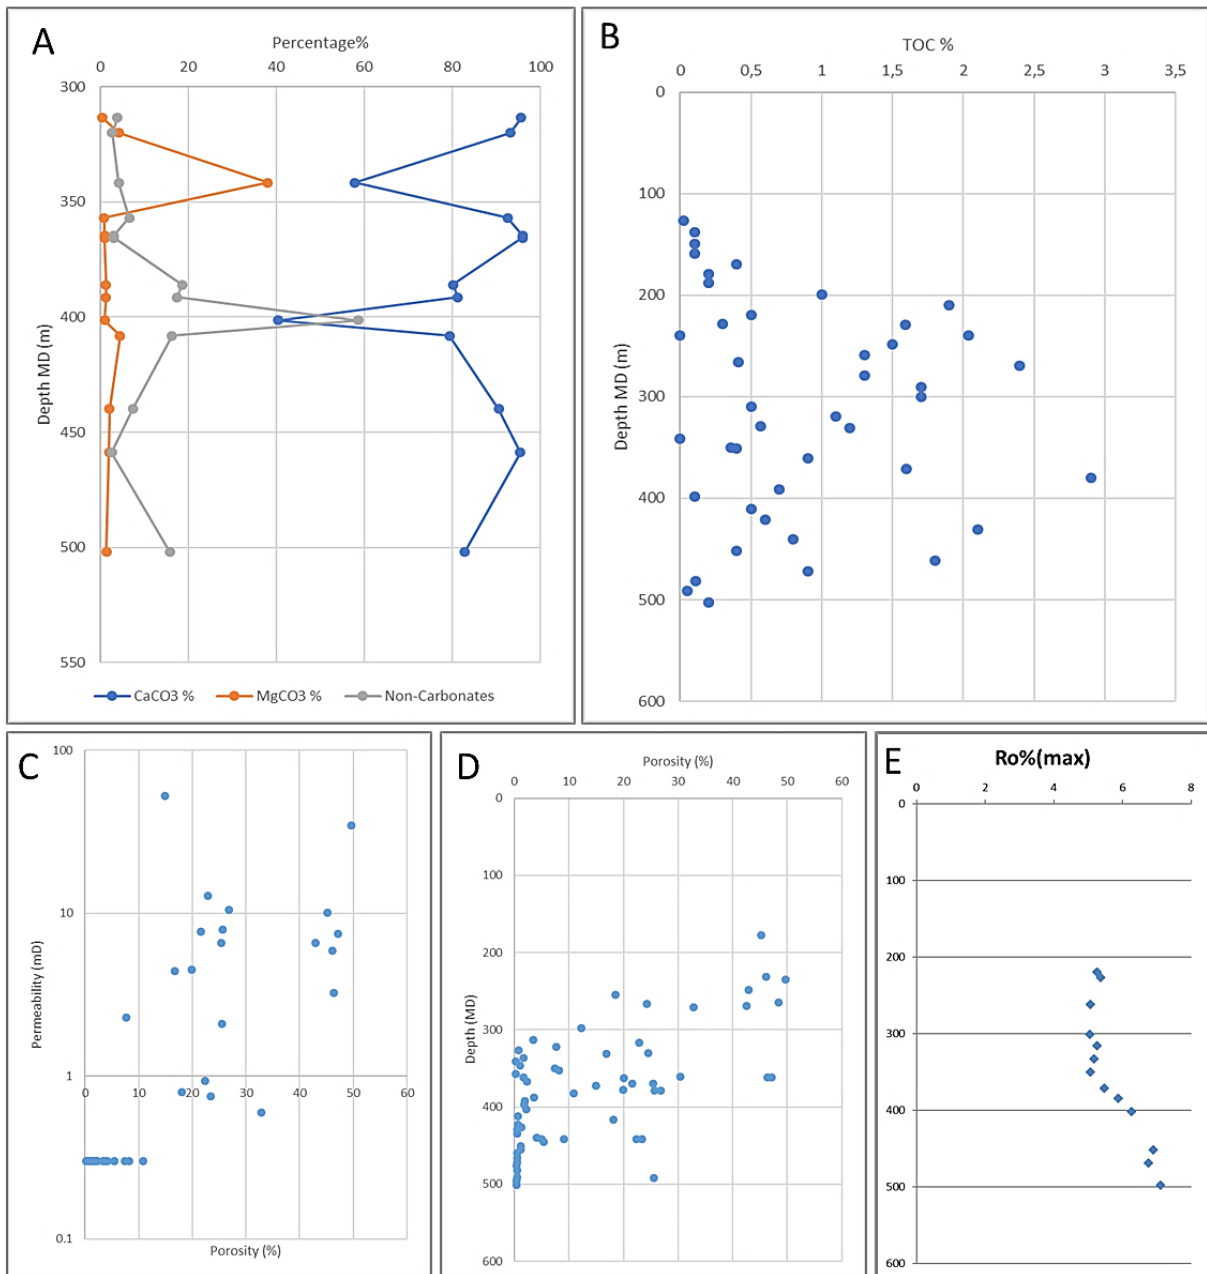 A
Percentage%
0 20 40 60 80 100
300
350
400
450
500
550
Depth MD (m)
CaCO3 % MgCO3 % Non-Carbonates
B
TOC %
0 0,5 1 1,5 2 2,5 3 3,5
0
100
200
300
400
500
600
Depth MD (m)
C
100
10
1
0.1
Permeability (mD)
0 10 20 30 40 50 60
Porosity (%)
D
Porosity (%)
0 10 20 30 40 50 60
0
100
200
300
400
500
600
Depth (MD)
E
Ro%(max)
0 2 4 6 8
0
100
200
300
400
500
600